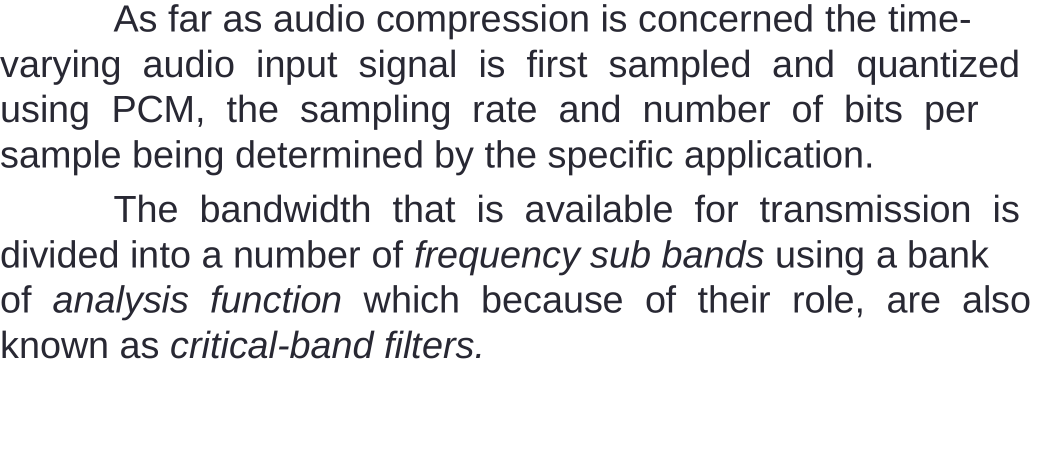 As far as audio compression is concerned the time-
varying audio input signal is first sampled and quantized
using PCM, the sampling rate and number of bits per
sample being determined by the specific application.
The bandwidth that is available for transmission is
divided into a number of frequency sub bands using a bank
of analysis function which because of their role, are also
known as critical-band filters.